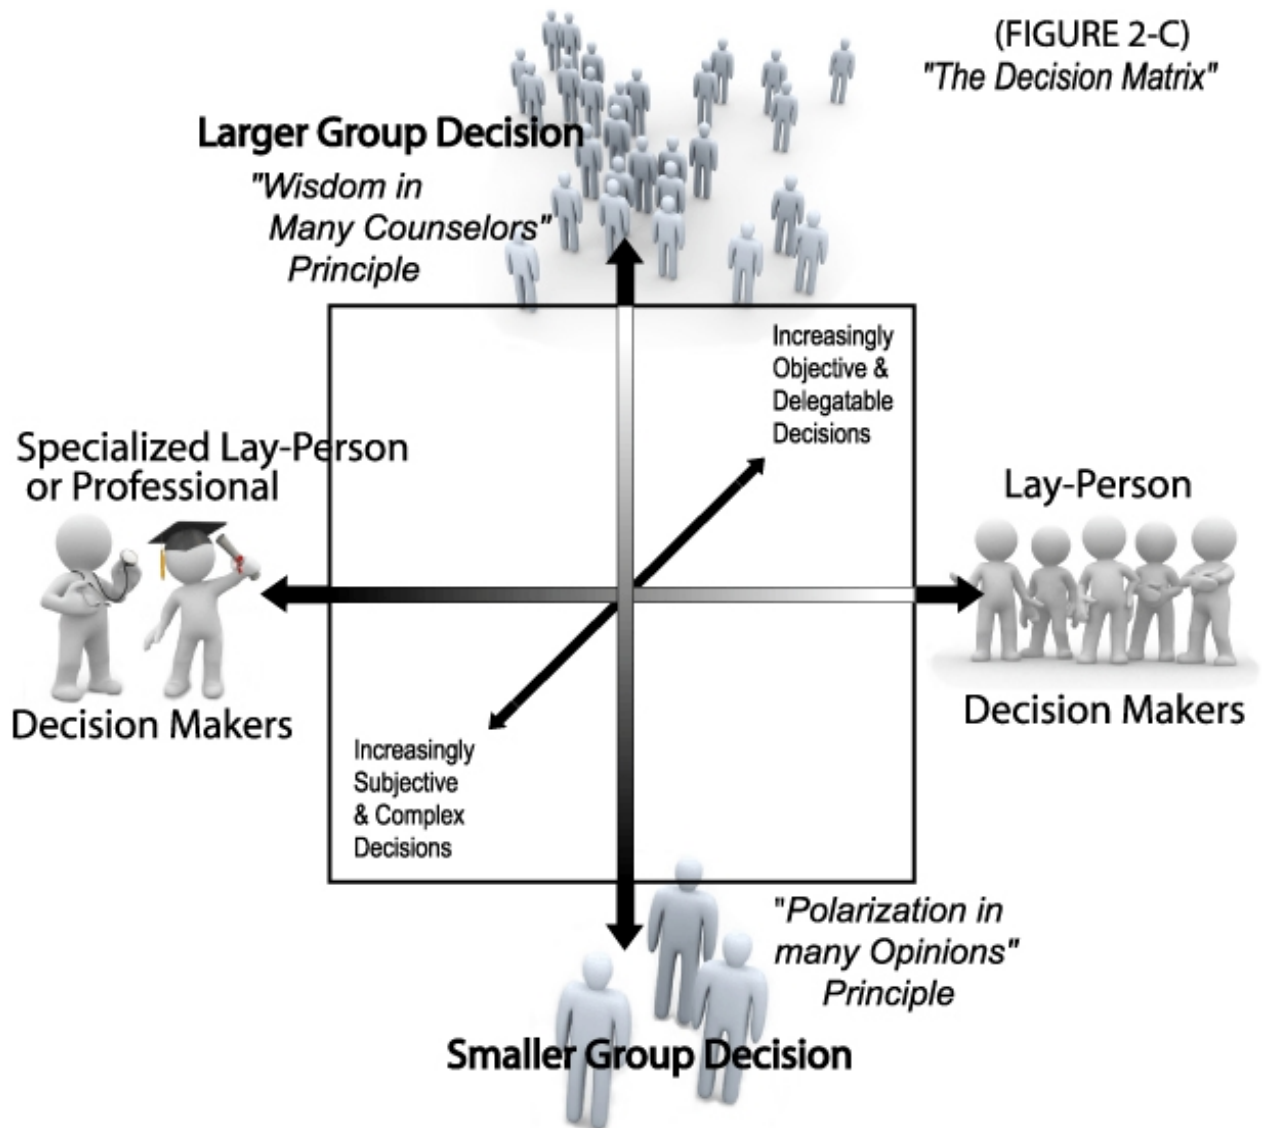 (FIGURE 2-C)
"The Decision Matrix"
Larger Group Decision
"Wisdom in
Many Counselors"
Principle
Increasingly
Objective &
Delegatable
Decisions
Specialized Lay-Person
or Professional
Decision Makers
Lay-Person
Decision Makers
Increasingly
Subjective
& Complex
Decisions
"Polarization in
many Opinions"
Principle
Smaller Group Decision